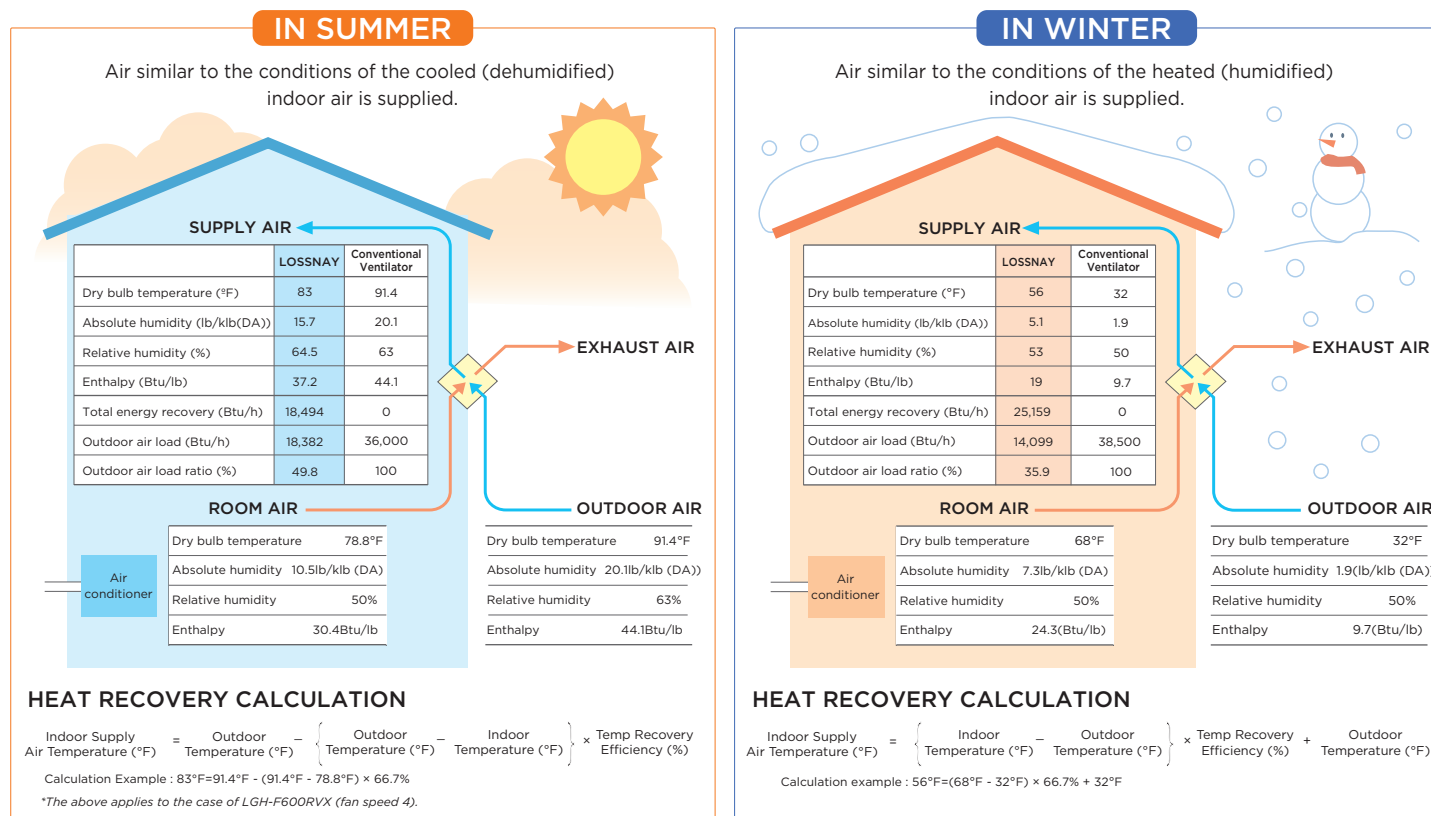 IN SUMMER
Air similar to the conditions of the cooled (dehumidified)
indoor air is supplied.
SUPPLY AIR
LOSSNAY Conventional Ventilator
Dry bulb temperature (ºF) 83 91.4
Absolute humidity (lb/klb(DA)) 15.7 20.1
Relative humidity (%) 64.5 63
Enthalpy (Btu/lb) 37.2 44.1
Total energy recovery (Btu/h) 18,494 0
Outdoor air load (Btu/h) 18,382 36,000
Outdoor air load ratio (%) 49.8 100
EXHAUST AIR
ROOM AIR
OUTDOOR AIR
Air
conditioner
Dry bulb temperature 78.8°F
Absolute humidity 10.5lb/klb (DA)
Relative humidity 50%
Enthalpy 30.4Btu/lb
Dry bulb temperature 91.4°F
Absolute humidity 20.1lb/klb (DA))
Relative humidity 63%
Enthalpy 44.1Btu/lb
HEAT RECOVERY CALCULATION
Indoor Supply
Air Temperature (°F)
=
Outdoor
Temperature (°F)
–
{
Outdoor
Temperature (°F)
–
Indoor
Temperature (°F)
}
×
Temp Recovery
Efficiency (%)
Calculation Example : 83°F=91.4°F - (91.4°F - 78.8°F) × 66.7%
*The above applies to the case of LGH-F600RVX (fan speed 4).
IN WINTER
Air similar to the conditions of the heated (humidified)
indoor air is supplied.
SUPPLY AIR
LOSSNAY Conventional Ventilator
Dry bulb temperature (°F) 56 32
Absolute humidity (lb/klb (DA)) 5.1 1.9
Relative humidity (%) 53 50
Enthalpy (Btu/lb) 19 9.7
Total energy recovery (Btu/h) 25,159 0
Outdoor air load (Btu/h) 14,099 38,500
Outdoor air load ratio (%) 35.9 100
EXHAUST AIR
ROOM AIR
OUTDOOR AIR
Air
conditioner
Dry bulb temperature 68°F
Absolute humidity 7.3lb/klb (DA)
Relative humidity 50%
Enthalpy 24.3(Btu/lb)
Dry bulb temperature 32°F
Absolute humidity 1.9(lb/klb (DA))
Relative humidity 50%
Enthalpy 9.7(Btu/lb)
HEAT RECOVERY CALCULATION
Indoor Supply
Air Temperature (°F)
=
{
Indoor
Temperature (°F)
–
Outdoor
Temperature (°F)
}
×
Temp Recovery
Efficiency (%)
+
Outdoor
Temperature (°F)
Calculation example : 56°F=(68°F - 32°F) × 66.7% + 32°F